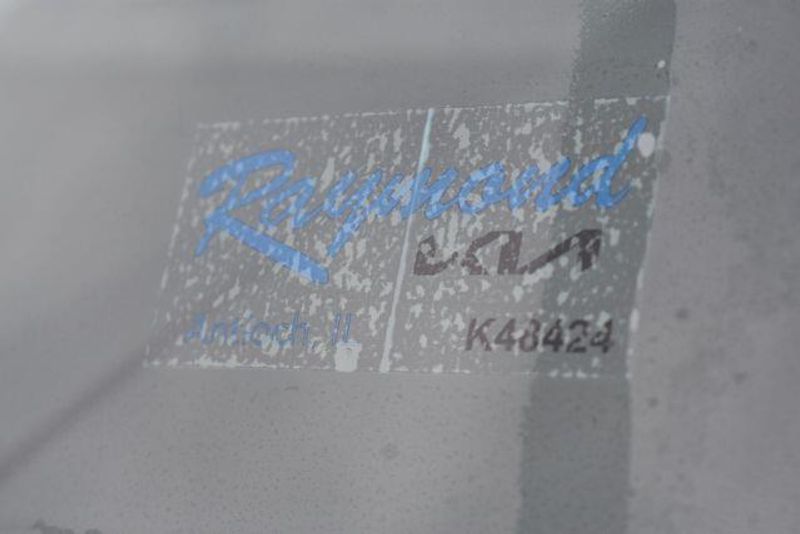 Raymond
KIA
Antioch, IL K48424